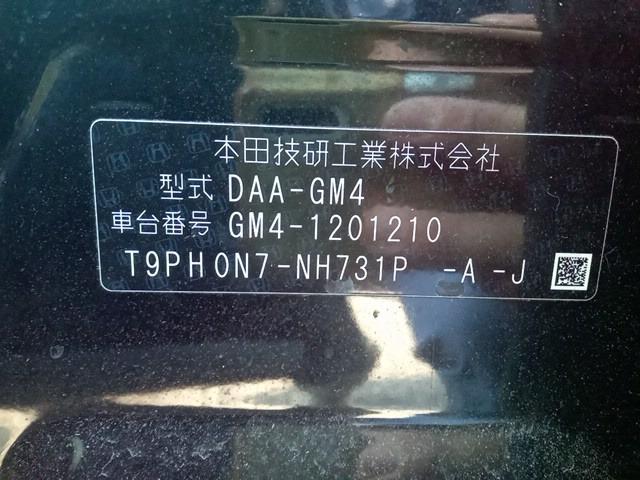 本田技研工業株式会社
型式 DAA-GM4
車台番号 GM4-1201210
T9PH0N7-NH731P -A-J